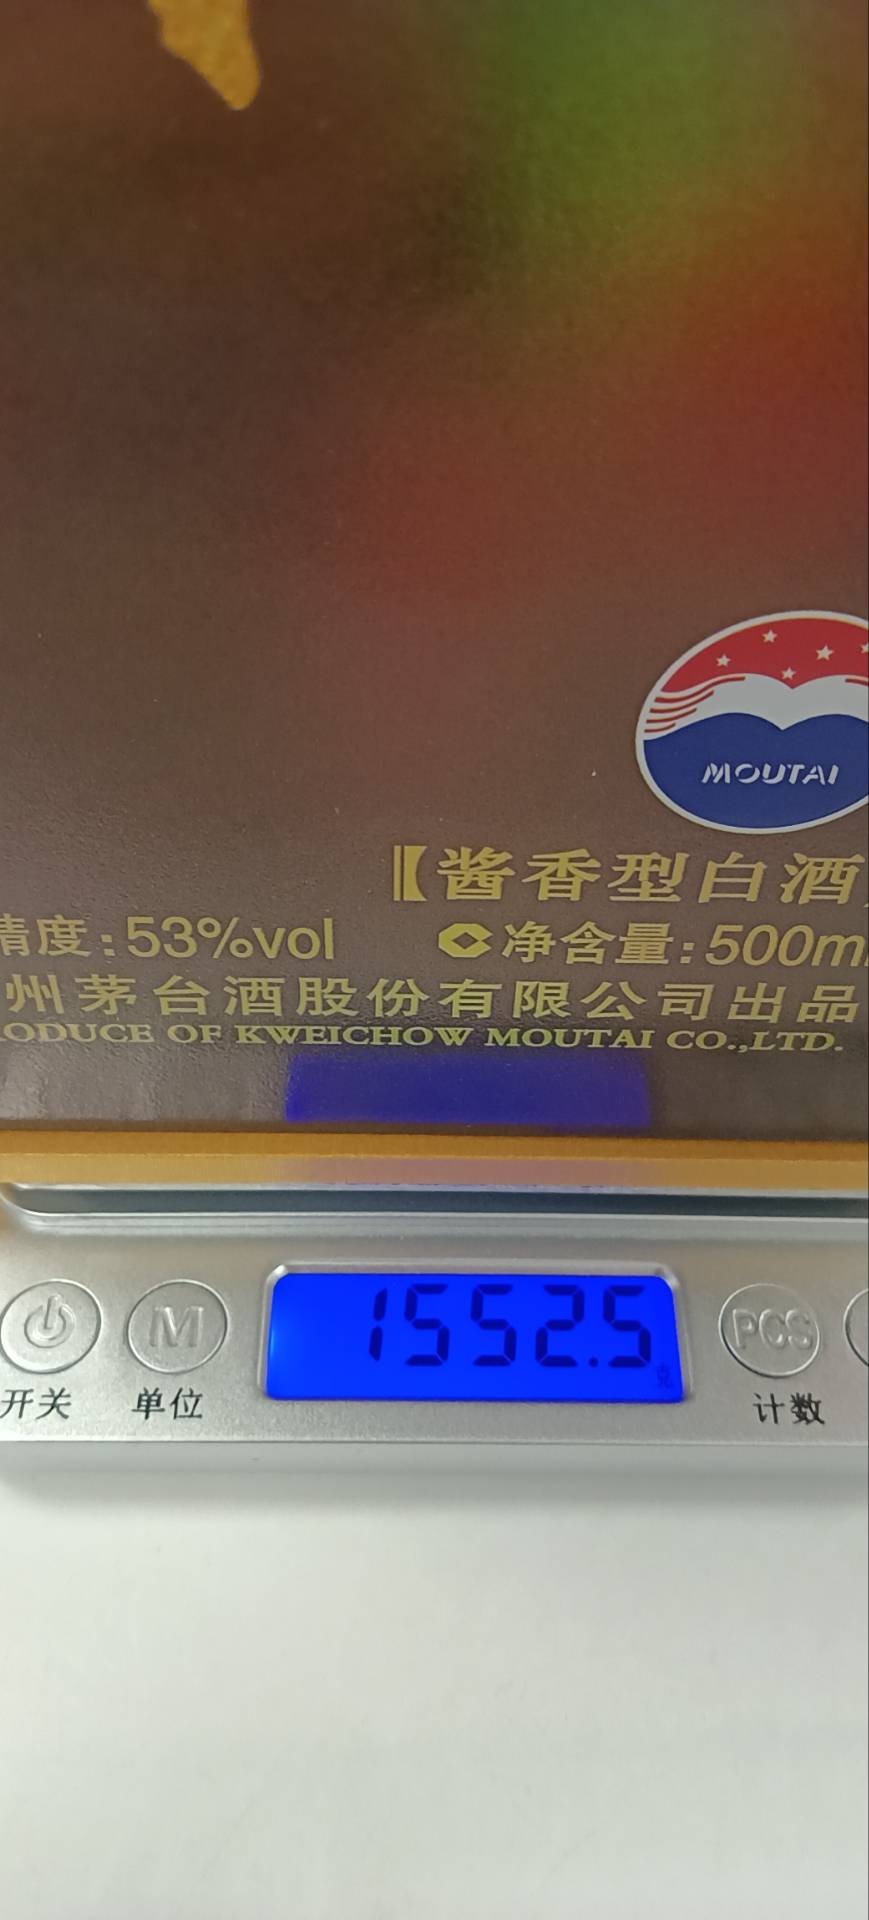 MOUTAI
【酱香型白酒
精度:53%vol 净含量:500ml
州茅台酒股份有限公司出品
ODUCE OF KWEICHOW MOUTAI CO.,LTD.
M 1552.5 克 PCS
开关 单位 计数